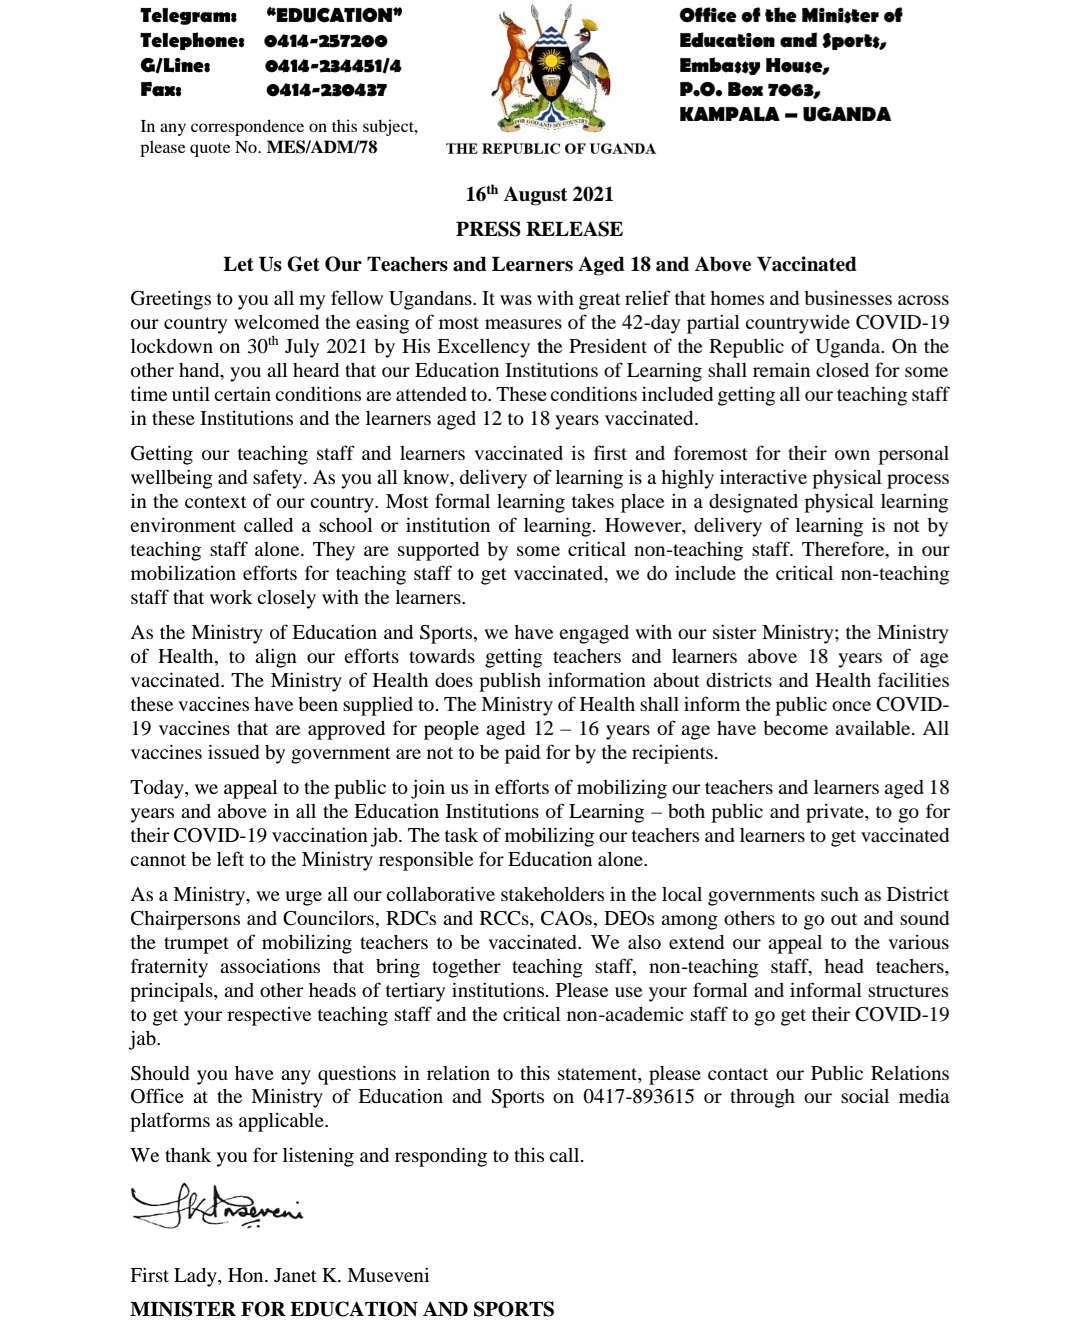 Telegram: "EDUCATION"
Telephone: 0414-257200
G/Line: 0414-234451/4
Fax: 0414-230437
In any correspondence on this subject,
please quote No. MES/ADM/78
FOR GOD AND MY COUNTRY
THE REPUBLIC OF UGANDA
Office of the Minister of
Education and Sports,
Embassy House,
P.O. Box 7063,
KAMPALA – UGANDA
16th August 2021
PRESS RELEASE
Let Us Get Our Teachers and Learners Aged 18 and Above Vaccinated
Greetings to you all my fellow Ugandans. It was with great relief that homes and businesses across
our country welcomed the easing of most measures of the 42-day partial countrywide COVID-19
lockdown on 30th July 2021 by His Excellency the President of the Republic of Uganda. On the
other hand, you all heard that our Education Institutions of Learning shall remain closed for some
time until certain conditions are attended to. These conditions included getting all our teaching staff
in these Institutions and the learners aged 12 to 18 years vaccinated.
Getting our teaching staff and learners vaccinated is first and foremost for their own personal
wellbeing and safety. As you all know, delivery of learning is a highly interactive physical process
in the context of our country. Most formal learning takes place in a designated physical learning
environment called a school or institution of learning. However, delivery of learning is not by
teaching staff alone. They are supported by some critical non-teaching staff. Therefore, in our
mobilization efforts for teaching staff to get vaccinated, we do include the critical non-teaching
staff that work closely with the learners.
As the Ministry of Education and Sports, we have engaged with our sister Ministry; the Ministry
of Health, to align our efforts towards getting teachers and learners above 18 years of age
vaccinated. The Ministry of Health does publish information about districts and Health facilities
these vaccines have been supplied to. The Ministry of Health shall inform the public once COVID-
19 vaccines that are approved for people aged 12 – 16 years of age have become available. All
vaccines issued by government are not to be paid for by the recipients.
Today, we appeal to the public to join us in efforts of mobilizing our teachers and learners aged 18
years and above in all the Education Institutions of Learning – both public and private, to go for
their COVID-19 vaccination jab. The task of mobilizing our teachers and learners to get vaccinated
cannot be left to the Ministry responsible for Education alone.
As a Ministry, we urge all our collaborative stakeholders in the local governments such as District
Chairpersons and Councilors, RDCs and RCCs, CAOs, DEOs among others to go out and sound
the trumpet of mobilizing teachers to be vaccinated. We also extend our appeal to the various
fraternity associations that bring together teaching staff, non-teaching staff, head teachers,
principals, and other heads of tertiary institutions. Please use your formal and informal structures
to get your respective teaching staff and the critical non-academic staff to go get their COVID-19
jab.
Should you have any questions in relation to this statement, please contact our Public Relations
Office at the Ministry of Education and Sports on 0417-893615 or through our social media
platforms as applicable.
We thank you for listening and responding to this call.
JKMuseveni
First Lady, Hon. Janet K. Museveni
MINISTER FOR EDUCATION AND SPORTS